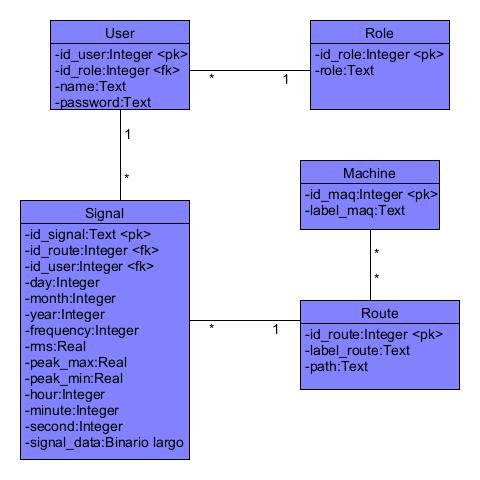 User
-id_user:Integer <pk>
-id_role:Integer <fk>
-name:Text
-password:Text
Role
-id_role:Integer <pk>
-role:Text
*
1
1
*
Machine
-id_maq:Integer <pk>
-label_maq:Text
Signal
-id_signal:Text <pk>
-id_route:Integer <fk>
-id_user:Integer <fk>
-day:Integer
-month:Integer
-year:Integer
-frequency:Integer
-rms:Real
-peak_max:Real
-peak_min:Real
-hour:Integer
-minute:Integer
-second:Integer
-signal_data:Binario largo
*
*
*
1
Route
-id_route:Integer <pk>
-label_route:Text
-path:Text